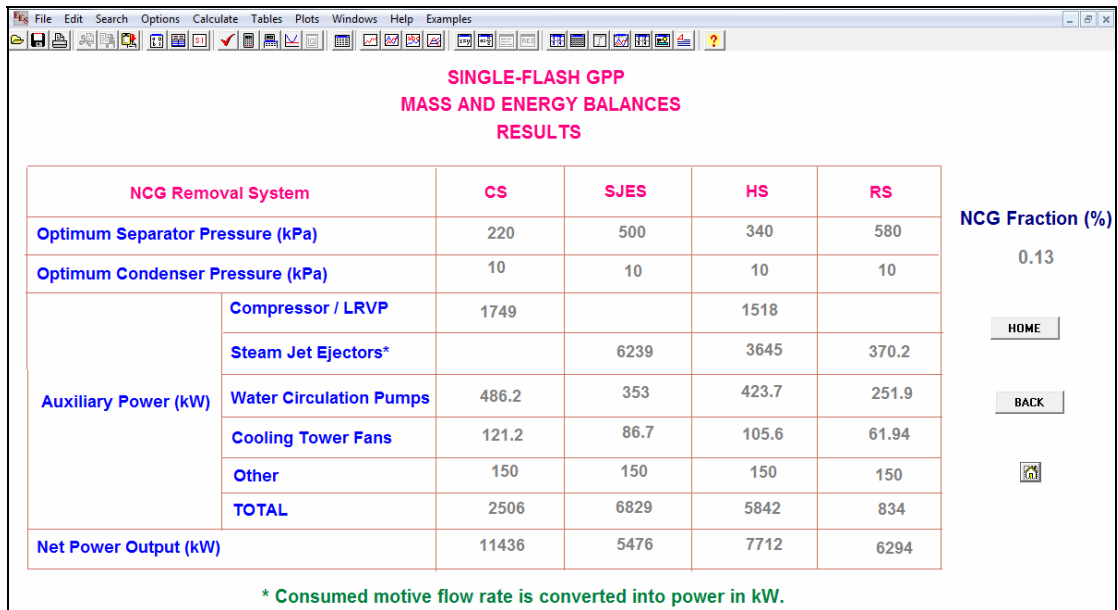 File Edit Search Options Calculate Tables Plots Windows Help Examples
SINGLE-FLASH GPP
MASS AND ENERGY BALANCES
RESULTS
NCG Removal System CS SJES HS RS
Optimum Separator Pressure (kPa) 220 500 340 580
Optimum Condenser Pressure (kPa) 10 10 10 10
Auxiliary Power (kW)
Compressor / LRVP 1749 1518
Steam Jet Ejectors* 6239 3645 370.2
Water Circulation Pumps 486.2 353 423.7 251.9
Cooling Tower Fans 121.2 86.7 105.6 61.94
Other 150 150 150 150
TOTAL 2506 6829 5842 834
Net Power Output (kW) 11436 5476 7712 6294
NCG Fraction (%)
0.13
HOME
BACK
* Consumed motive flow rate is converted into power in kW.